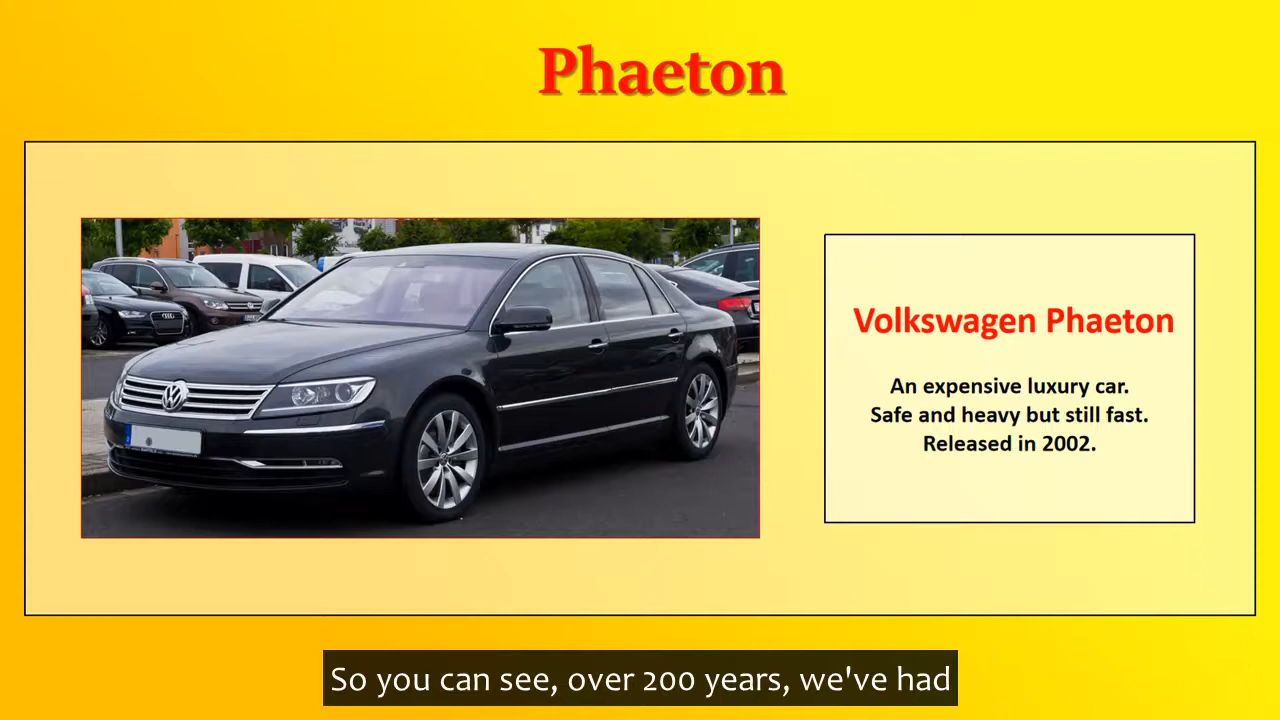 Phaeton
Volkswagen Phaeton
An expensive luxury car.
Safe and heavy but still fast.
Released in 2002.
So you can see, over 200 years, we've had